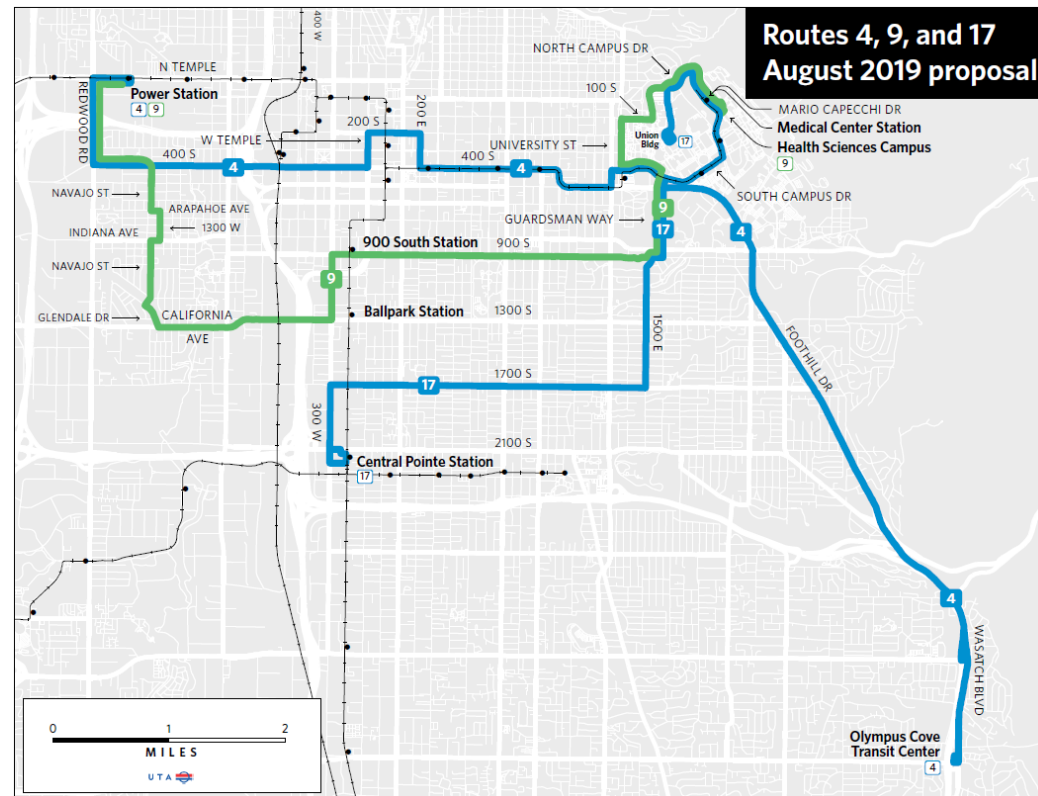 Routes 4, 9, and 17
August 2019 proposal
400 W
NORTH CAMPUS DR
N TEMPLE
REDWOOD RD
Power Station
4 9
100 S
MARIO CAPECCHI DR
Medical Center Station
Health Sciences Campus
9
200 E
200 S
W TEMPLE
Union
Bldg
17
UNIVERSITY ST
400 S
4
400 S
4
SOUTH CAMPUS DR
NAVAJO ST
ARAPAHOE AVE
1300 W
INDIANA AVE
GUARDSMAN WAY
9
17
4
900 South Station
900 S
NAVAJO ST
9
GLENDALE DR
CALIFORNIA
AVE
Ballpark Station
1300 S
1500 E
FOOTHILL DR
1700 S
17
300 W
2100 S
Central Pointe Station
17
4
WASATCH BLVD
Olympus Cove
Transit Center
4
0 1 2
MILES
UTA